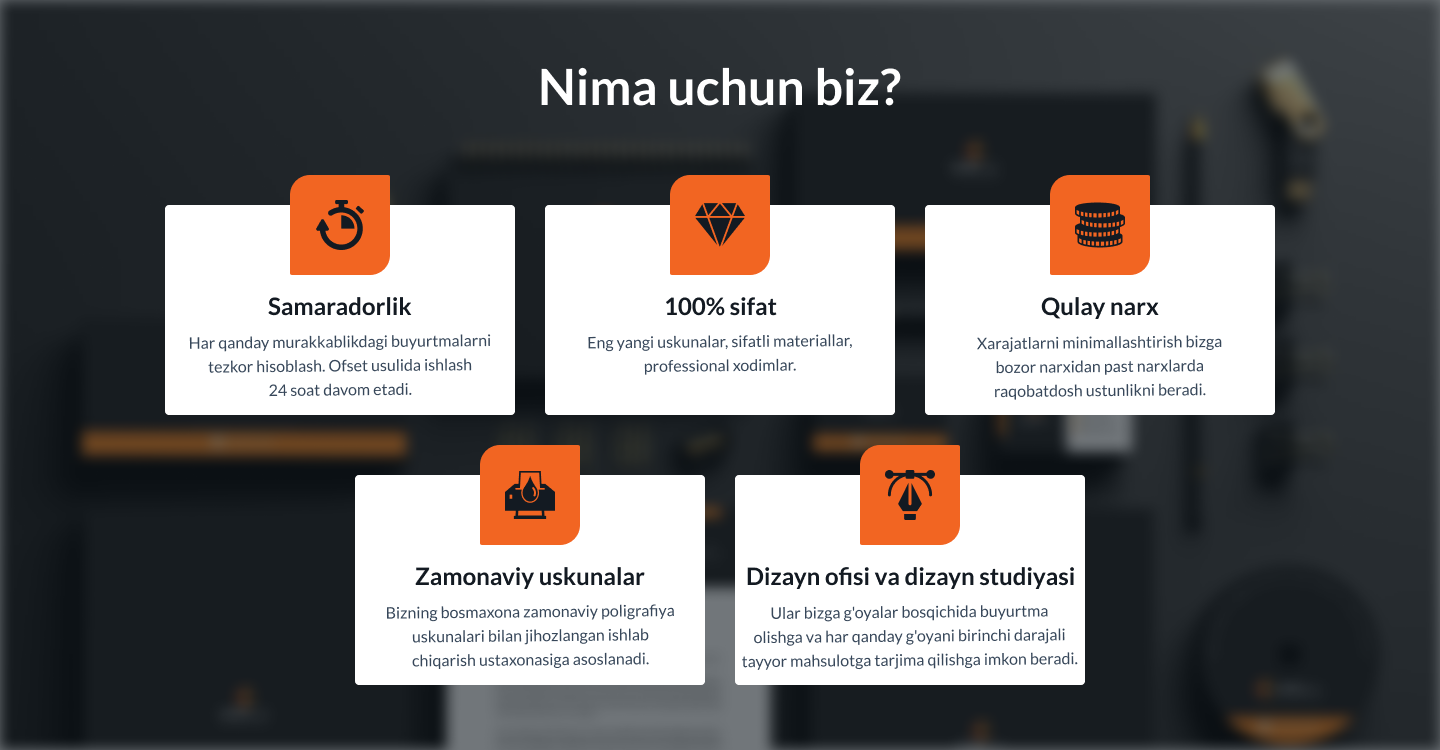 Nima uchun biz?
Samaradorlik
Har qanday murakkablikdagi buyurtmalarni
tezkor hisoblash. Ofset usulida ishlash
24 soat davom etadi.
100% sifat
Eng yangi uskunalar, sifatli materiallar,
professional xodimlar.
Qulay narx
Xarajatlarni minimallashtirish bizga
bozor narxidan past narxlarda
raqobatdosh ustunlikni beradi.
Zamonaviy uskunalar
Bizning bosmaxona zamonaviy poligrafiya
uskunalari bilan jihozlangan ishlab
chiqarish ustaxonasiga asoslanadi.
Dizayn ofisi va dizayn studiyasi
Ular bizga g'oyalar bosqichida buyurtma
olishga va har qanday g'oyani birinchi darajali
tayyor mahsulotga tarjima qilishga imkon beradi.